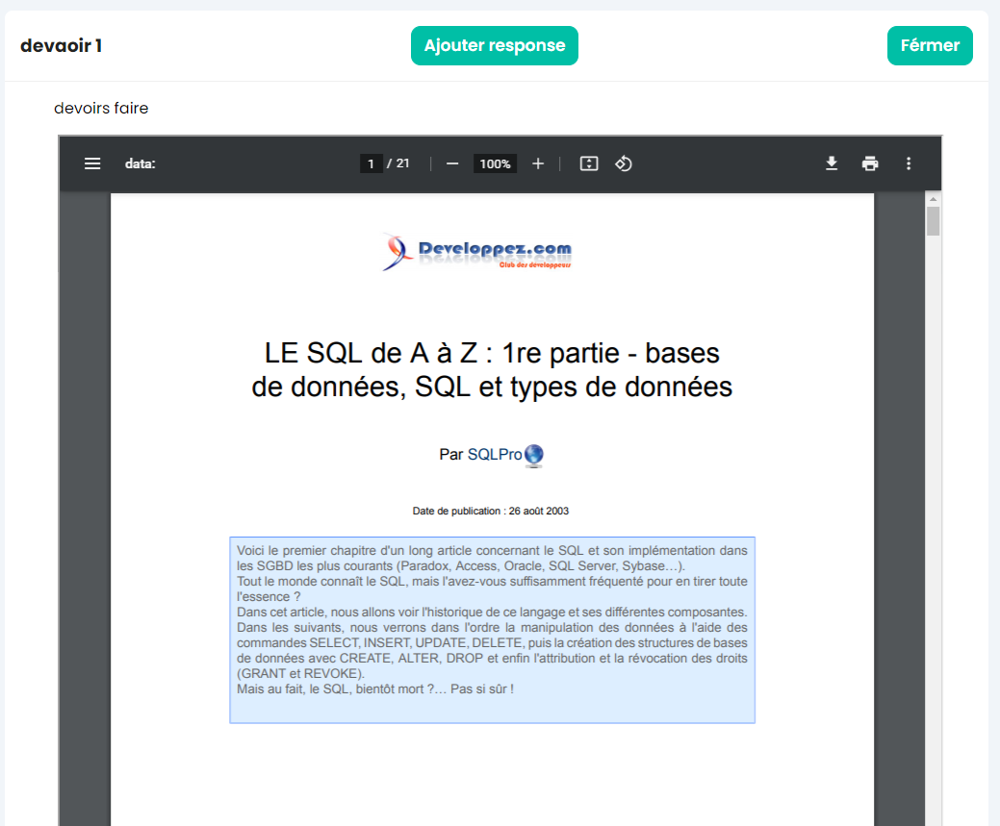 devaoir 1
Ajouter response
Férmer
devoirs faire
data:
1 / 21
100%
Developpez.com
Club des développeurs
LE SQL de A à Z : 1re partie - bases
de données, SQL et types de données
Par SQLPro
Date de publication : 26 août 2003
Voici le premier chapitre d'un long article concernant le SQL et son implémentation dans
les SGBD les plus courants (Paradox, Access, Oracle, SQL Server, Sybase…).
Tout le monde connaît le SQL, mais l'avez-vous suffisamment fréquenté pour en tirer toute
l'essence ?
Dans cet article, nous allons voir l'historique de ce langage et ses différentes composantes.
Dans les suivants, nous verrons dans l'ordre la manipulation des données à l'aide des
commandes SELECT, INSERT, UPDATE, DELETE, puis la création des structures de bases
de données avec CREATE, ALTER, DROP et enfin l'attribution et la révocation des droits
(GRANT et REVOKE).
Mais au fait, le SQL, bientôt mort ?… Pas si sûr !